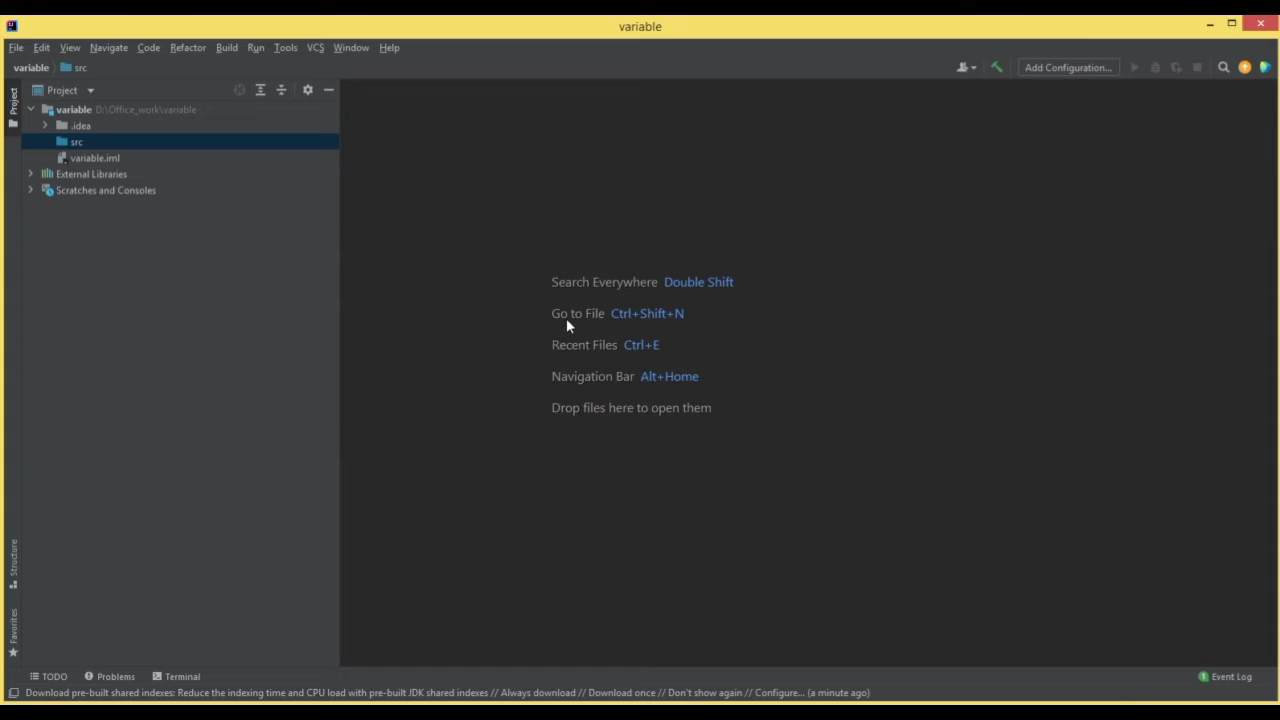 variable
File Edit View Navigate Code Refactor Build Run Tools VCS Window Help
variable src Add Configuration...
Project
Project
variable D:\Office_work\variable
.idea
src
variable.iml
External Libraries
Scratches and Consoles
Search Everywhere Double Shift
Go to File Ctrl+Shift+N
Recent Files Ctrl+E
Navigation Bar Alt+Home
Drop files here to open them
Structure
Favorites
TODO Problems Terminal 1 Event Log
Download pre-built shared indexes: Reduce the indexing time and CPU load with pre-built JDK shared indexes // Always download // Download once // Don't show again // Configure... (a minute ago)